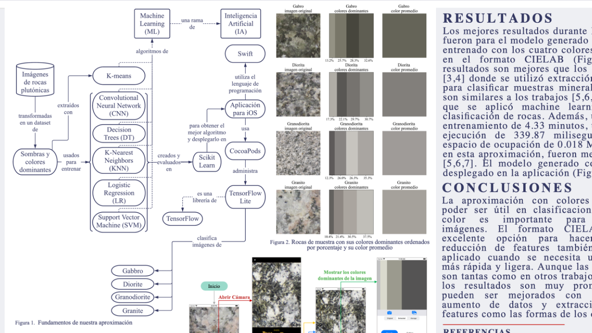 Machine
Learning
(ML)
es una
rama de
Inteligencia
Artificial
(IA)
algoritmos de
Swift
Imágenes
de rocas
plutónicas
extraídos
con
K-means
utiliza el
lenguaje de
programación
transformadas
en un dataset
de
Convolutional
Neural Network
(CNN)
Decision
Trees (DT)
para obtener el
mejor algoritmo
y desplegarlo en
Aplicación
para iOS
usa
Sombras y
colores
dominantes
usados
para
entrenar
K-Nearest
Neighbors
(KNN)
creados y
evaluados
en
Scikit
Learn
CocoaPods
administra
Logistic
Regression
(LR)
es una
librería de
TensorFlow
Lite
Support Vector
Machine (SVM)
TensorFlow
clasifica
imágenes de
Gabbro
Diorite
Granodiorite
Granite
Figura 1. Fundamentos de nuestra aproximación
Gabro
imagen original
Gabro
colores dominantes
Gabro
color promedio
Diorita
imagen original
Diorita
colores dominantes
Diorita
color promedio
Granodiorita
imagen original
Granodiorita
colores dominantes
Granodiorita
color promedio
Granito
imagen original
Granito
colores dominantes
Granito
color promedio
Figura 2. Rocas de muestra con sus colores dominantes ordenados
por porcentaje y su color promedio
Inicio
Abrir Cámara
Mostrar los colores
dominantes de la imagen
RESULTADOS
Los mejores resultados durante
fueron para el modelo generado
entrenado con los cuatro colores
en el formato CIELAB (Fig
resultados son mejores que los
[3,4] donde se utilizó extracción
para clasificar muestras mineral
son similares a los trabajos [5,6,
que se aplicó machine learn
clasificación de rocas. Además,
entrenamiento de 4.33 minutos,
ejecución de 339.87 milisegu
espacio de ocupación de 0.018 M
en esta aproximación, fueron me
[5,6,7]. El modelo generado c
desplegado en la aplicación (Fig
CONCLUSIONES
La aproximación con colores
poder ser útil en clasificacion
color es importante para
imágenes. El formato CIEL
excelente opción para hacer
reducción de features tambié
aplicado cuando se necesita u
más rápida y ligera. Aunque las
son tantas como en otros trabajo
los resultados son muy pron
pueden ser mejorados con
aumento de datos y extracci
features como las formas de los
REFERENCIAS